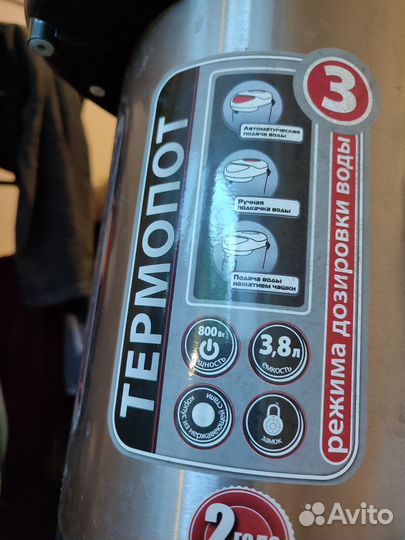 ТЕРМОПОТ
3
режима дозировки воды
Автоматическая
подача воды
Ручная
подкачка воды
Подача воды
нажатием чашки
800 Вт
мощность
3,8 л
емкость
корпус из нержавеющей
стали
замок
2 года
Avito